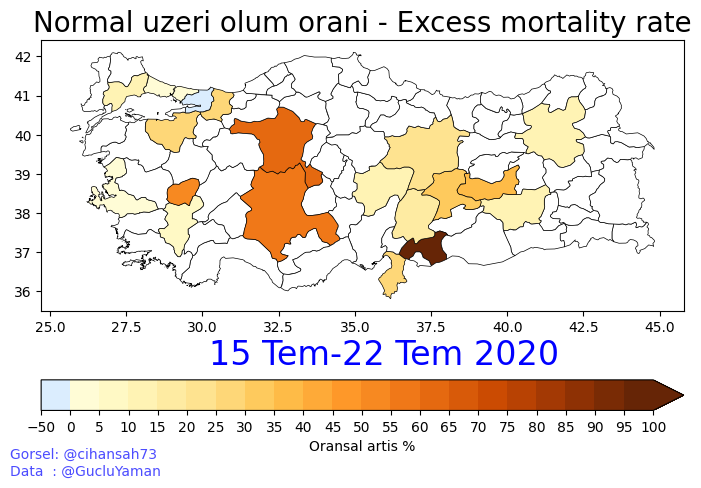 Normal uzeri olum orani - Excess mortality rate
42
41
40
39
38
37
36
25.0 27.5 30.0 32.5 35.0 37.5 40.0 42.5 45.0
15 Tem-22 Tem 2020
−50 0 5 10 15 20 25 30 35 40 45 50 55 60 65 70 75 80 85 90 95 100
Oransal artis %
Gorsel: @cihansah73
Data  : @GucluYaman